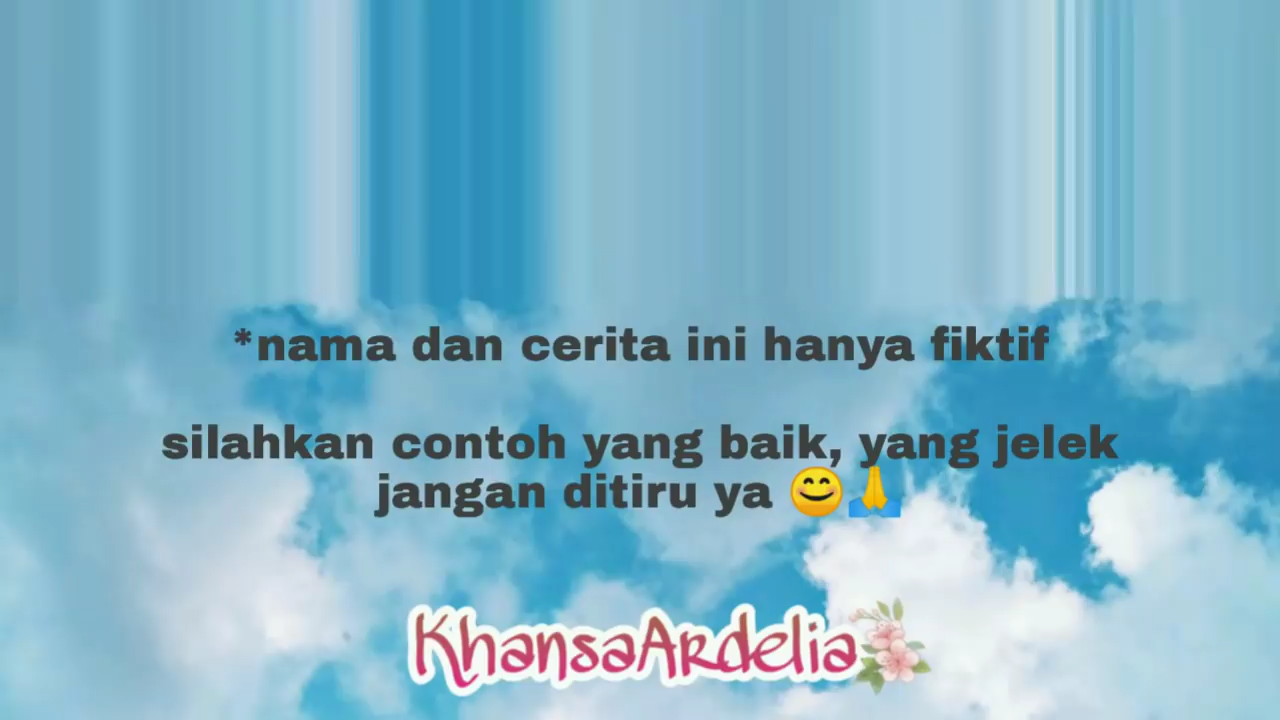 *nama dan cerita ini hanya fiktif
silahkan contoh yang baik, yang jelek
jangan ditiru ya 😊🙏
KhansaArdelia